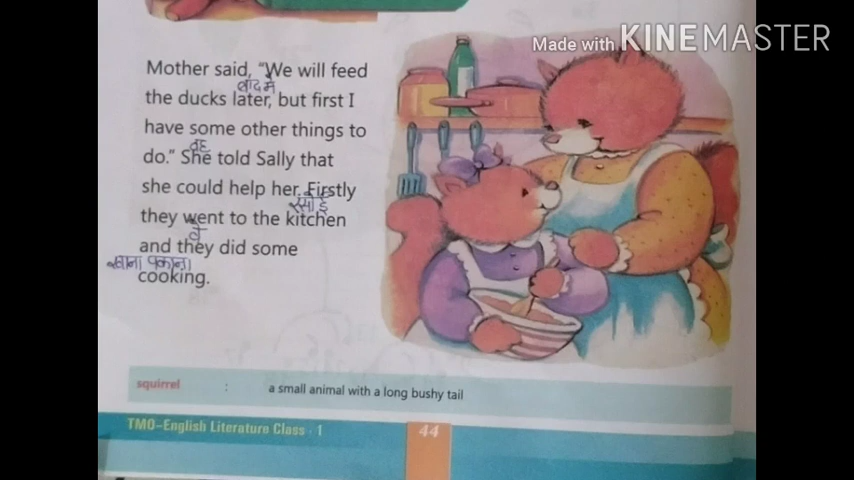 Made with KINEMASTER
Mother said, "We will feed
बाद में
the ducks later, but first I
have some other things to
वह
do." She told Sally that
she could help her. Firstly
रसोई
they went to the kitchen
वे
and they did some
खाना पकाना
cooking.
squirrel : a small animal with a long bushy tail
TMO-English Literature Class - 1
44